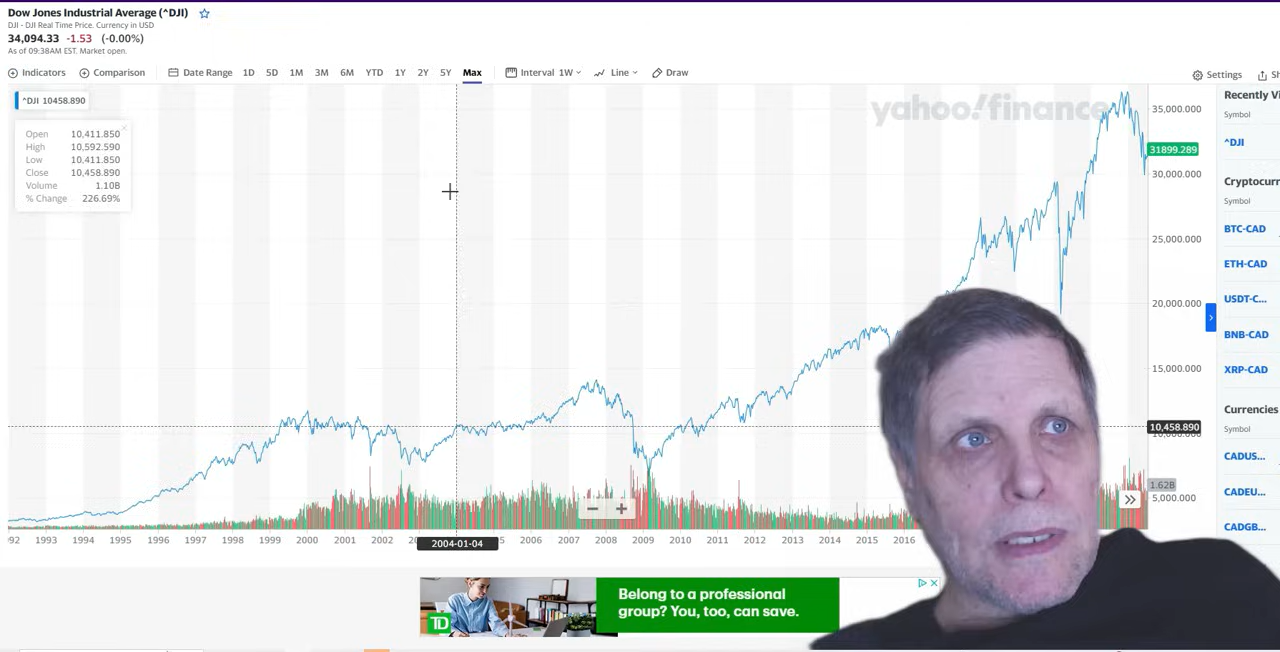 Dow Jones Industrial Average (^DJI)
DJI - DJI Real Time Price. Currency in USD
34,094.33 -1.53 (-0.00%)
As of 09:38AM EST. Market open.
Indicators Comparison Date Range 1D 5D 1M 3M 6M YTD 1Y 2Y 5Y Max Interval 1W Line Draw Settings Sh
^DJI 10458.890
yahoo!finance
Open 10,411.850
High 10,592.590
Low 10,411.850
Close 10,458.890
Volume 1.10B
% Change 226.69%
35,000.000
31899.289
30,000.000
25,000.000
20,000.000
15,000.000
10,458.890
1.62B
5,000.000
1993 1994 1995 1996 1997 1998 1999 2000 2001 2002 2006 2007 2008 2009 2010 2011 2012 2013 2014 2015 2016
2004-01-04
Recently Vi
Symbol
^DJI
Cryptocurr
Symbol
BTC-CAD
ETH-CAD
USDT-C...
BNB-CAD
XRP-CAD
Currencies
Symbol
CADUS...
CADEU...
CADGB...
TD
Belong to a professional
group? You, too, can save.